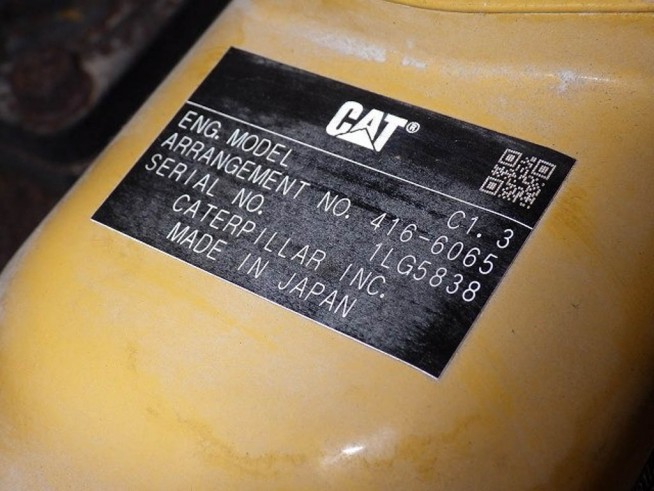 CAT®
ENG. MODEL C1. 3
ARRANGEMENT NO. 416-6065
SERIAL NO. 1LG5838
CATERPILLAR INC.
MADE IN JAPAN